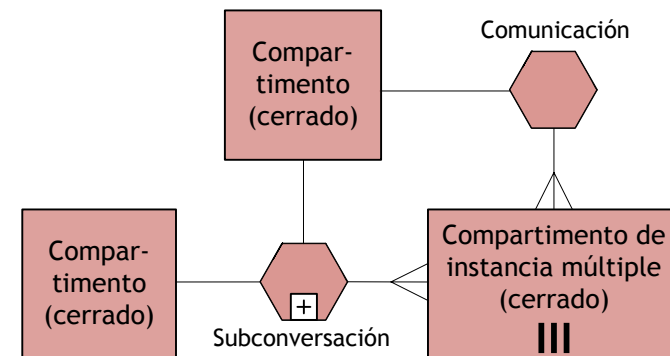 Comunicación
Compar-
timento
(cerrado)
Compar-
timento
(cerrado)
Compartimento de
instancia múltiple
(cerrado)
Subconversación